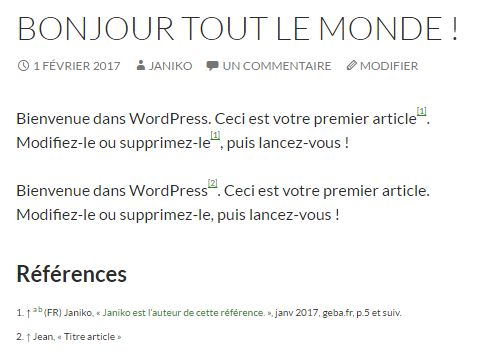 BONJOUR TOUT LE MONDE !
1 FÉVRIER 2017 JANIKO UN COMMENTAIRE MODIFIER
Bienvenue dans WordPress. Ceci est votre premier article[1].
Modifiez-le ou supprimez-le[1], puis lancez-vous !
Bienvenue dans WordPress[2]. Ceci est votre premier article.
Modifiez-le ou supprimez-le, puis lancez-vous !
Références
1. ↑ a b (FR) Janiko, « Janiko est l'auteur de cette référence. », janv 2017, geba.fr, p.5 et suiv.
2. ↑ Jean, « Titre article »